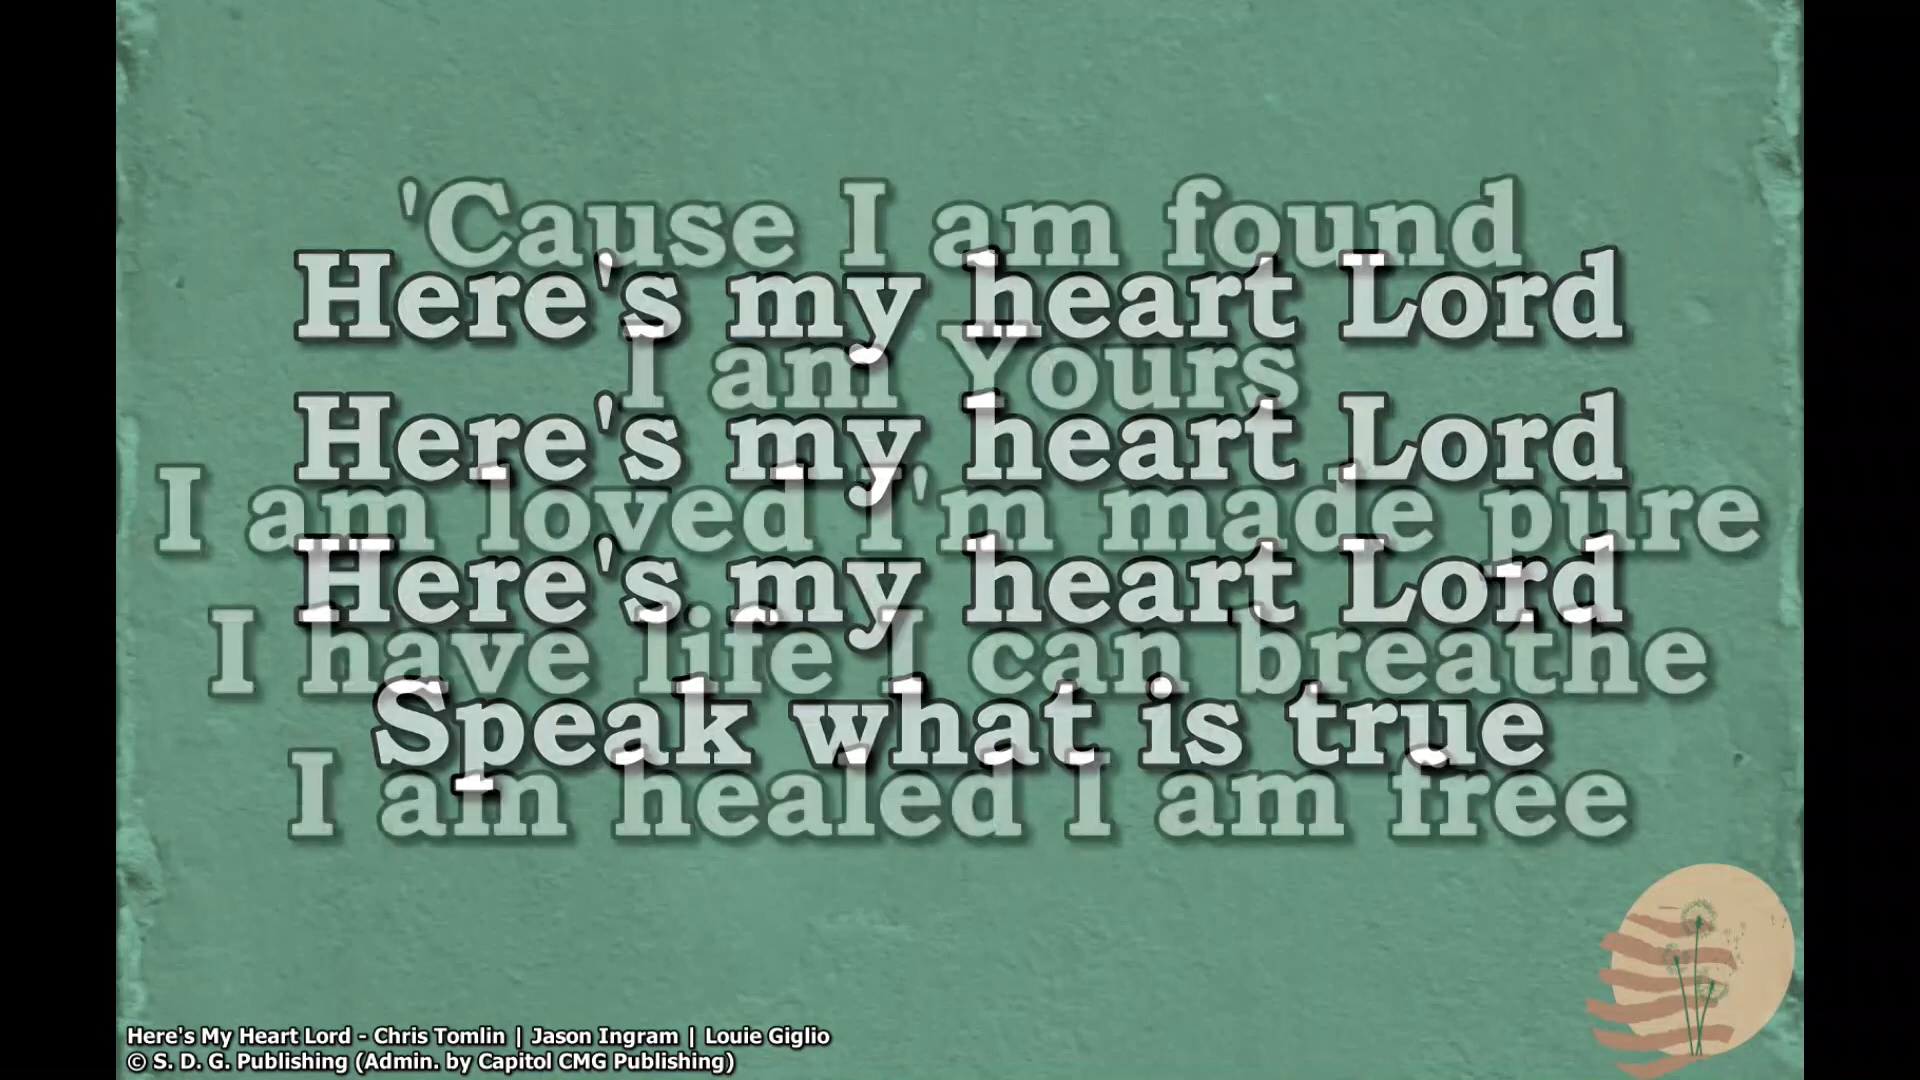 'Cause I am found
Here's my heart Lord
I am Yours
Here's my heart Lord
I am loved I'm made pure
Here's my heart Lord
I have life I can breathe
Speak what is true
I am healed I am free
Here's My Heart Lord - Chris Tomlin | Jason Ingram | Louie Giglio
© S. D. G. Publishing (Admin. by Capitol CMG Publishing)